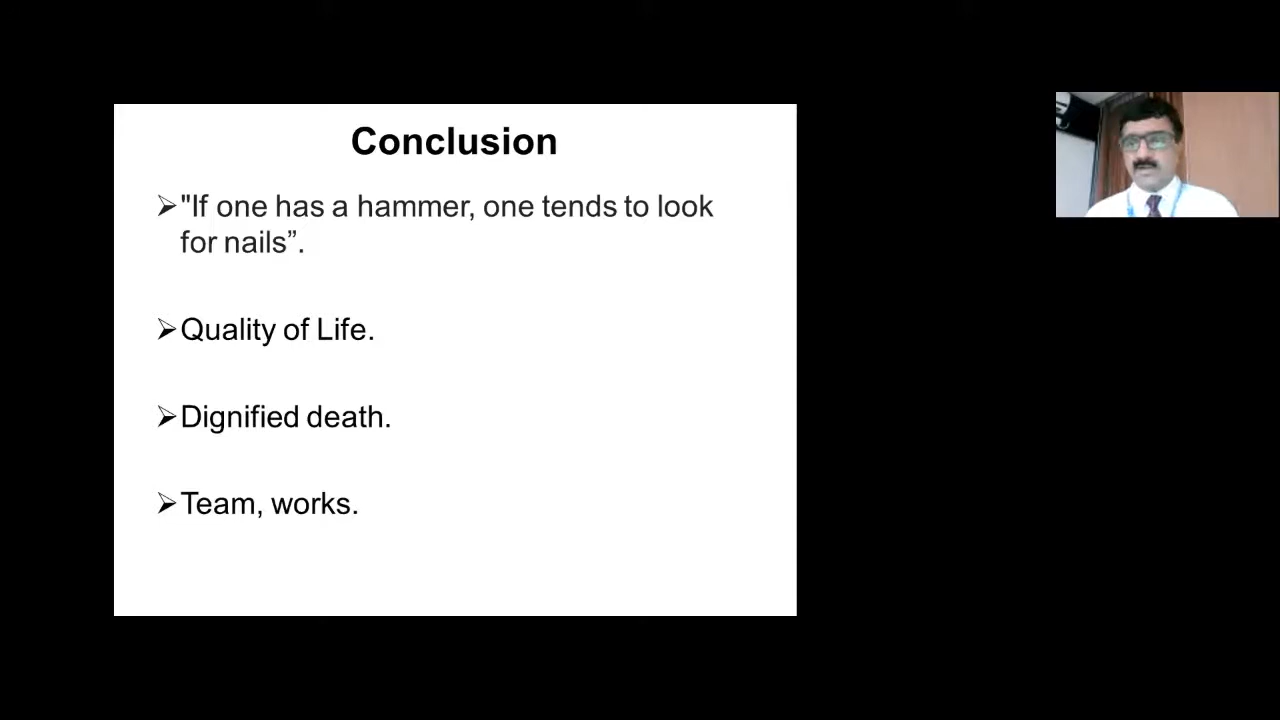 Conclusion
➢"If one has a hammer, one tends to look
for nails”.
➢Quality of Life.
➢Dignified death.
➢Team, works.